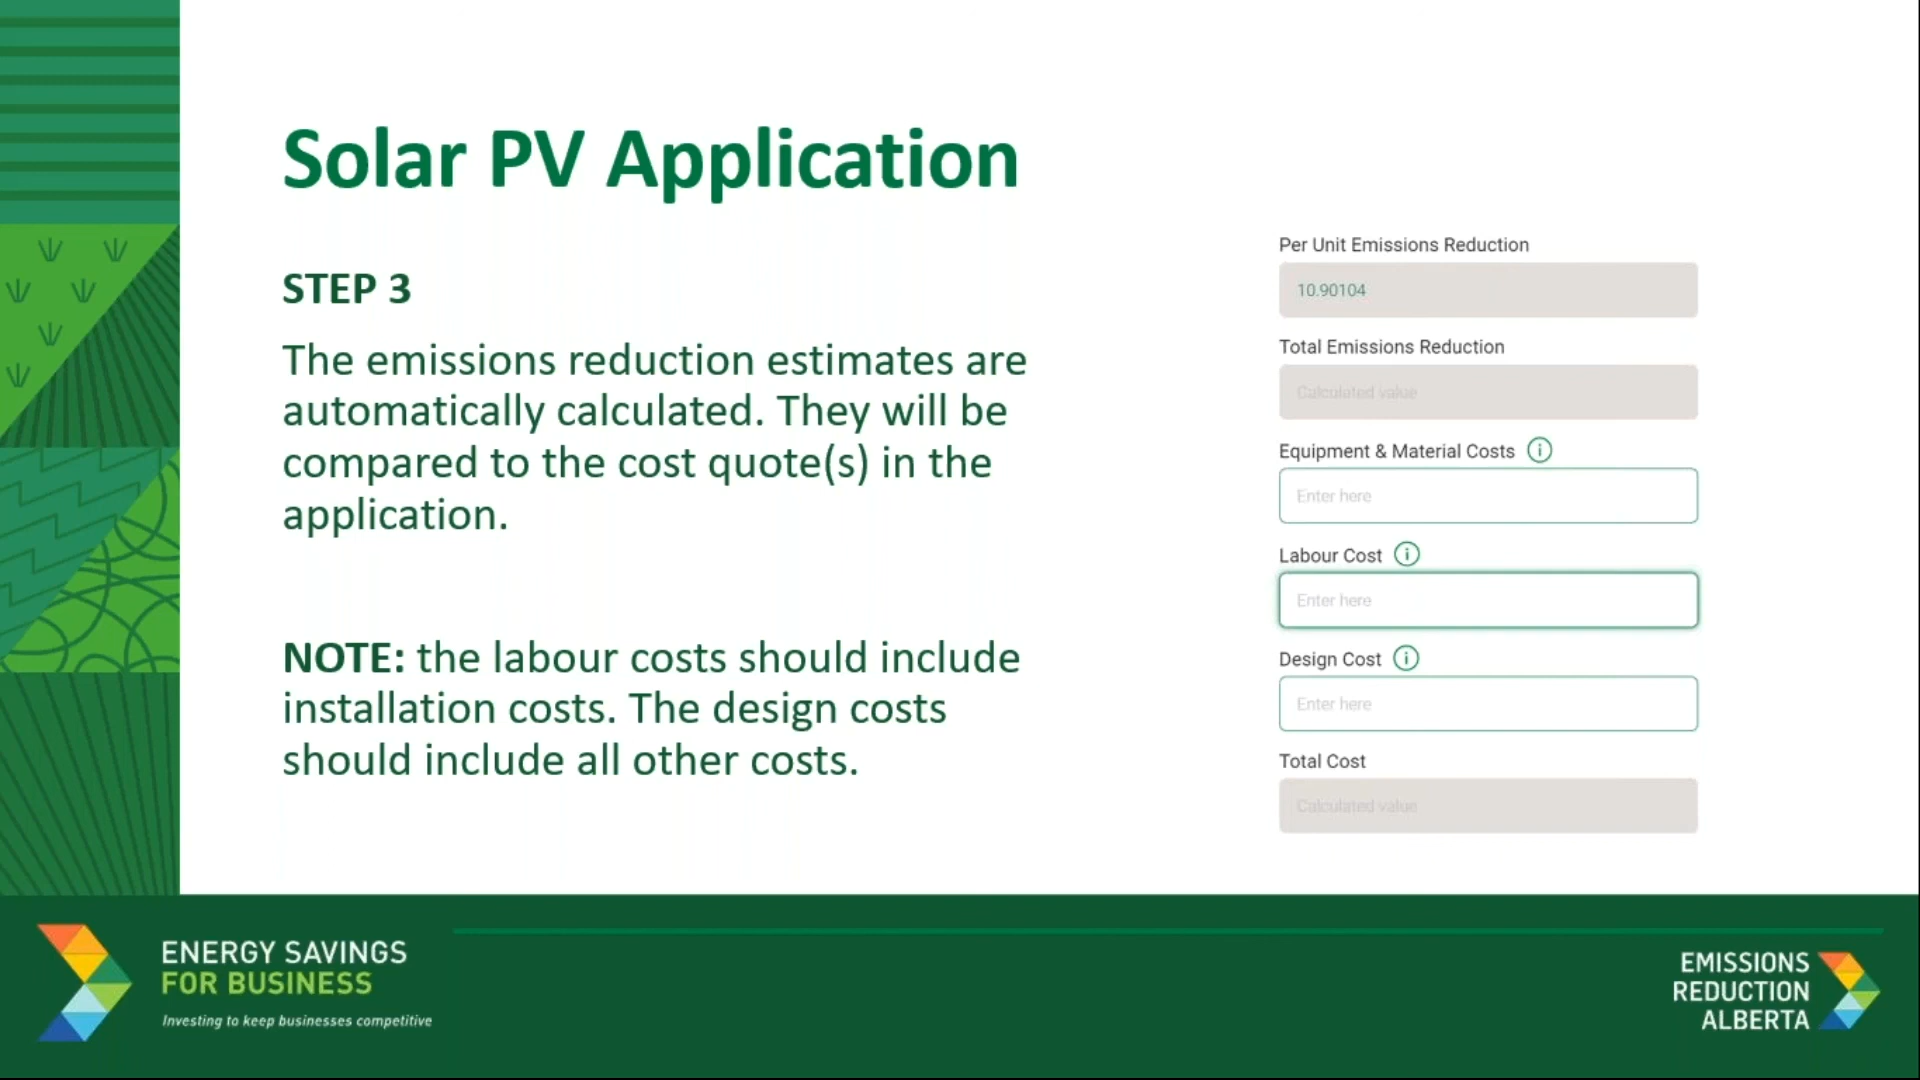 Solar PV Application
STEP 3
The emissions reduction estimates are
automatically calculated. They will be
compared to the cost quote(s) in the
application.
NOTE: the labour costs should include
installation costs. The design costs
should include all other costs.
Per Unit Emissions Reduction
10.90104
Total Emissions Reduction
Calculated value
Equipment & Material Costs
Enter here
Labour Cost
Enter here
Design Cost
Enter here
Total Cost
Calculated value
ENERGY SAVINGS
FOR BUSINESS
Investing to keep businesses competitive
EMISSIONS
REDUCTION
ALBERTA